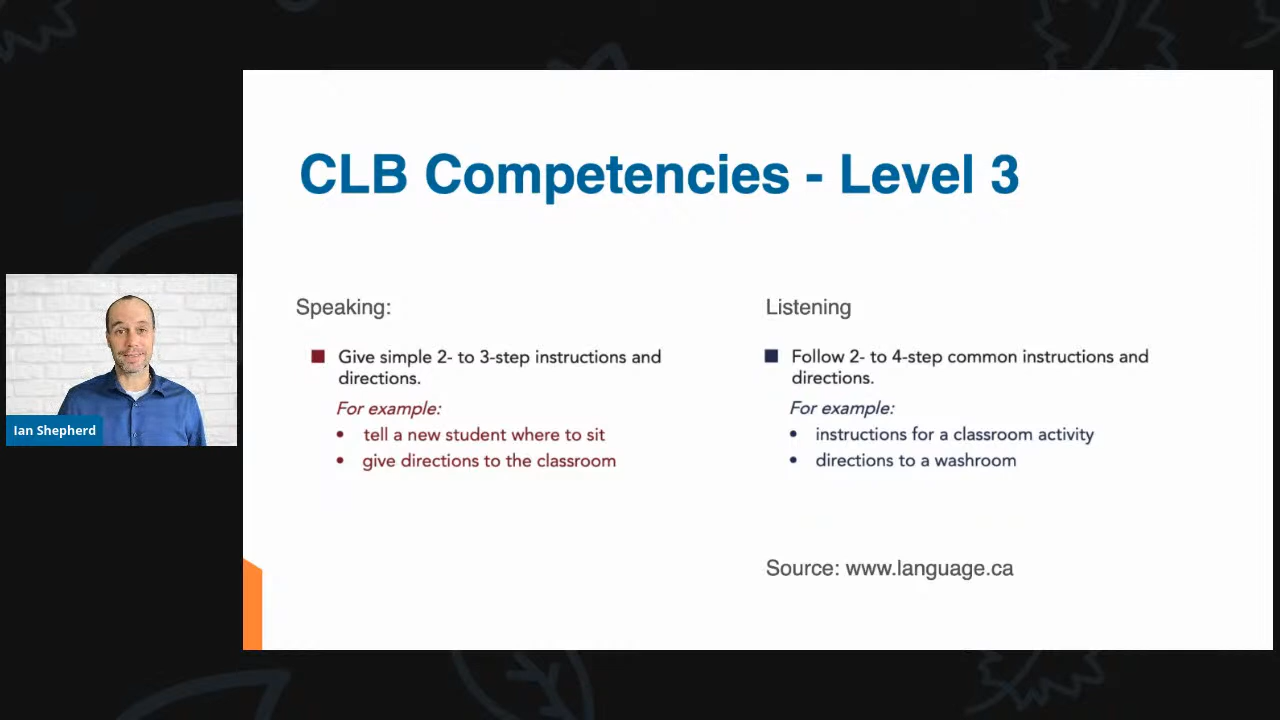 CLB Competencies - Level 3
Speaking:
Give simple 2- to 3-step instructions and
directions.
For example:
• tell a new student where to sit
• give directions to the classroom
Listening
Follow 2- to 4-step common instructions and
directions.
For example:
• instructions for a classroom activity
• directions to a washroom
Source: www.language.ca
Ian Shepherd